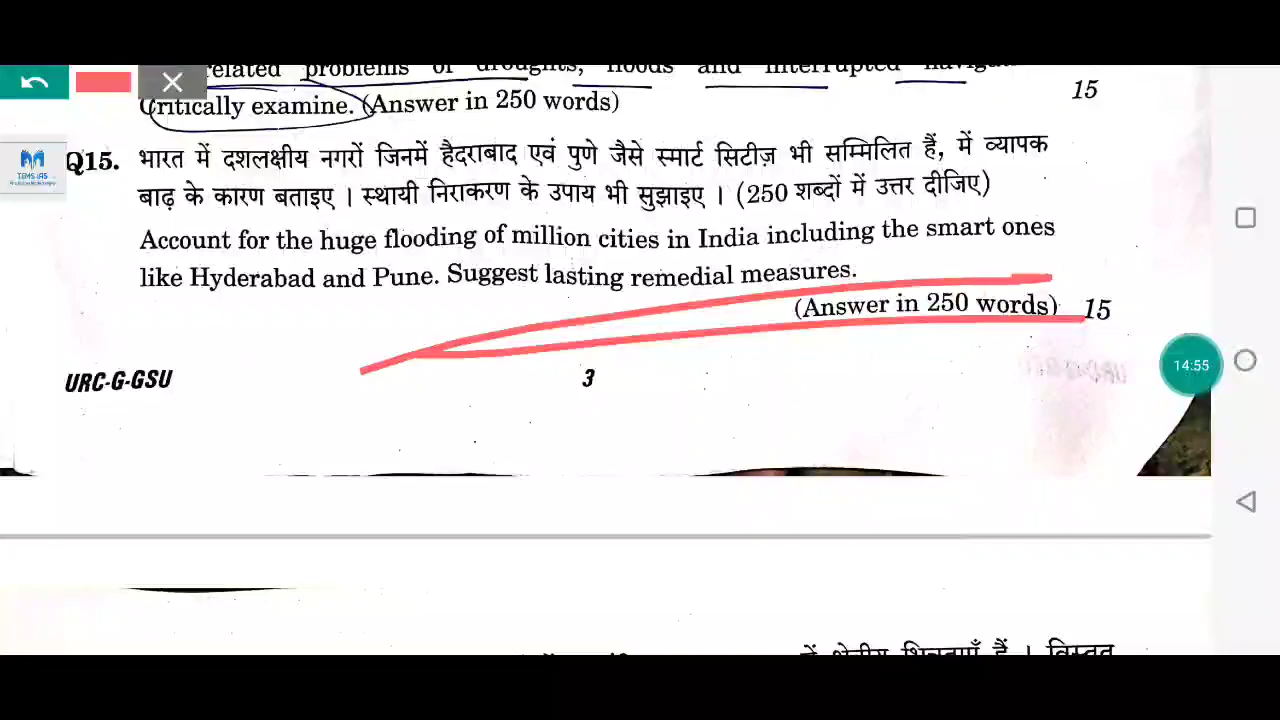 related problems of droughts, floods and interrupted
Critically examine. (Answer in 250 words)
15
Q15. भारत में दशलक्षीय नगरों जिनमें हैदराबाद एवं पुणे जैसे स्मार्ट सिटीज़ भी सम्मिलित हैं, में व्यापक
बाढ़ के कारण बताइए । स्थायी निराकरण के उपाय भी सुझाइए । (250 शब्दों में उत्तर दीजिए)
Account for the huge flooding of million cities in India including the smart ones
like Hyderabad and Pune. Suggest lasting remedial measures.
(Answer in 250 words) 15
URC-G-GSU
3
14:55
TEMS IAS
में क्षेत्रीय भिन्नताएँ हैं । विस्तृत